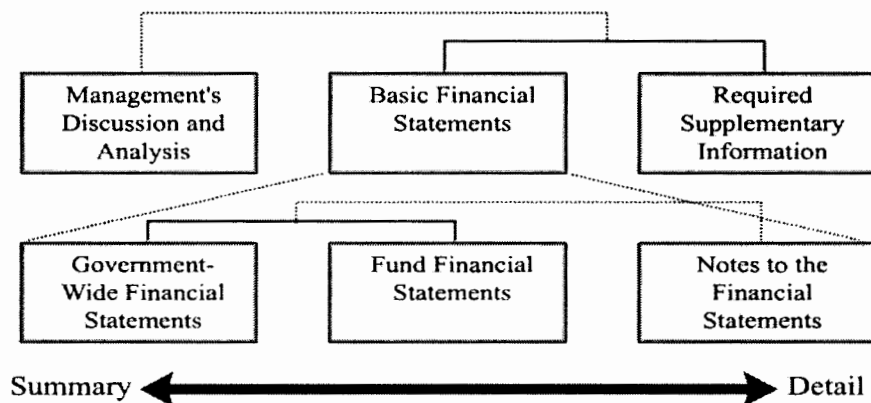 Management's
Discussion and
Analysis
Basic Financial
Statements
Required
Supplementary
Information
Government-
Wide Financial
Statements
Fund Financial
Statements
Notes to the
Financial
Statements
Summary
Detail